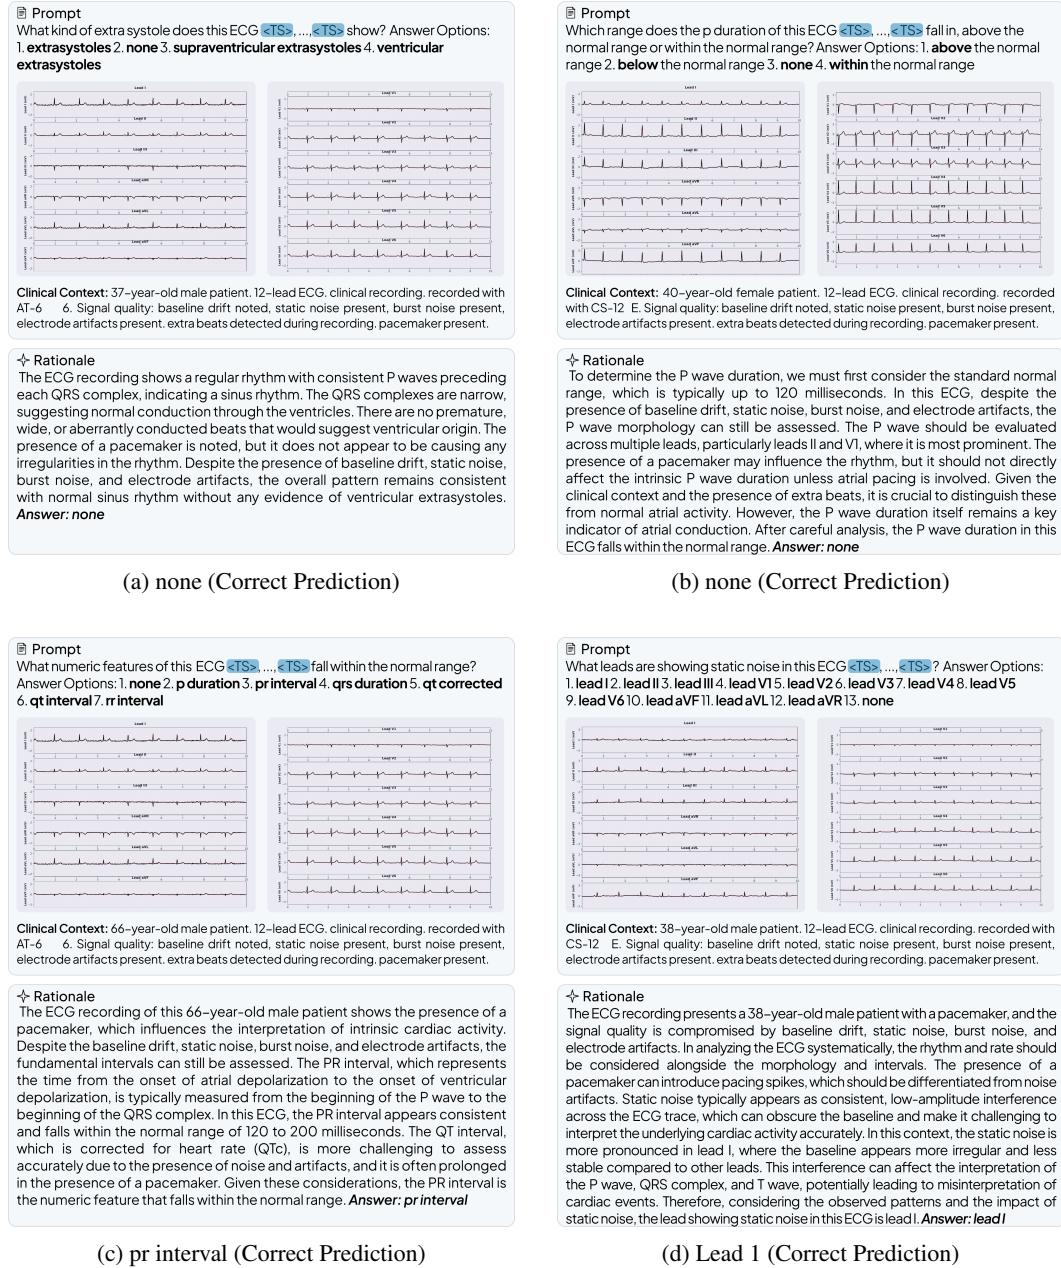 Prompt
What kind of extra systole does this ECG <TS>, ...,<TS> show? Answer Options:
1. extrasystoles 2. none 3. supraventricular extrasystoles 4. ventricular
extrasystoles
Lead I
Lead II
Lead III
Lead aVR
Lead aVL
Lead aVF
Lead V1
Lead V2
Lead V3
Lead V4
Lead V5
Lead V6
Clinical Context: 37-year-old male patient. 12-lead ECG. clinical recording. recorded with
AT-6 6. Signal quality: baseline drift noted, static noise present, burst noise present,
electrode artifacts present. extra beats detected during recording. pacemaker present.
Rationale
The ECG recording shows a regular rhythm with consistent P waves preceding
each QRS complex, indicating a sinus rhythm. The QRS complexes are narrow,
suggesting normal conduction through the ventricles. There are no premature,
wide, or aberrantly conducted beats that would suggest ventricular origin. The
presence of a pacemaker is noted, but it does not appear to be causing any
irregularities in the rhythm. Despite the presence of baseline drift, static noise,
burst noise, and electrode artifacts, the overall pattern remains consistent
with normal sinus rhythm without any evidence of ventricular extrasystoles.
Answer: none
(a) none (Correct Prediction)
Prompt
Which range does the p duration of this ECG <TS>, ...,<TS> fall in, above the
normal range or within the normal range? Answer Options: 1. above the normal
range 2. below the normal range 3. none 4. within the normal range
Clinical Context: 40-year-old female patient. 12-lead ECG. clinical recording. recorded
with CS-12 E. Signal quality: baseline drift noted, static noise present, burst noise present,
electrode artifacts present. extra beats detected during recording. pacemaker present.
Rationale
To determine the P wave duration, we must first consider the standard normal
range, which is typically up to 120 milliseconds. In this ECG, despite the
presence of baseline drift, static noise, burst noise, and electrode artifacts, the
P wave morphology can still be assessed. The P wave should be evaluated
across multiple leads, particularly leads II and V1, where it is most prominent. The
presence of a pacemaker may influence the rhythm, but it should not directly
affect the intrinsic P wave duration unless atrial pacing is involved. Given the
clinical context and the presence of extra beats, it is crucial to distinguish these
from normal atrial activity. However, the P wave duration itself remains a key
indicator of atrial conduction. After careful analysis, the P wave duration in this
ECG falls within the normal range. Answer: none
(b) none (Correct Prediction)
Prompt
What numeric features of this ECG <TS>, ...,<TS> fall within the normal range?
Answer Options: 1. none 2. p duration 3. pr interval 4. qrs duration 5. qt corrected
6. qt interval 7. rr interval
Clinical Context: 66-year-old male patient. 12-lead ECG. clinical recording. recorded with
AT-6 6. Signal quality: baseline drift noted, static noise present, burst noise present,
electrode artifacts present. extra beats detected during recording. pacemaker present.
Rationale
The ECG recording of this 66-year-old male patient shows the presence of a
pacemaker, which influences the interpretation of intrinsic cardiac activity.
Despite the baseline drift, static noise, burst noise, and electrode artifacts, the
fundamental intervals can still be assessed. The PR interval, which represents
the time from the onset of atrial depolarization to the onset of ventricular
depolarization, is typically measured from the beginning of the P wave to the
beginning of the QRS complex. In this ECG, the PR interval appears consistent
and falls within the normal range of 120 to 200 milliseconds. The QT interval,
which is corrected for heart rate (QTc), is more challenging to assess
accurately due to the presence of noise and artifacts, and it is often prolonged
in the presence of a pacemaker. Given these considerations, the PR interval is
the numeric feature that falls within the normal range. Answer: pr interval
(c) pr interval (Correct Prediction)
Prompt
What leads are showing static noise in this ECG <TS>, ...,<TS> ? Answer Options:
1. lead I 2. lead II 3. lead III 4. lead V1 5. lead V2 6. lead V3 7. lead V4 8. lead V5
9. lead V6 10. lead aVF 11. lead aVL 12. lead aVR 13. none
Clinical Context: 38-year-old male patient. 12-lead ECG. clinical recording. recorded with
CS-12 E. Signal quality: baseline drift noted, static noise present, burst noise present,
electrode artifacts present. extra beats detected during recording. pacemaker present.
Rationale
The ECG recording presents a 38-year-old male patient with a pacemaker, and the
signal quality is compromised by baseline drift, static noise, burst noise, and
electrode artifacts. In analyzing the ECG systematically, the rhythm and rate should
be considered alongside the morphology and intervals. The presence of a
pacemaker can introduce pacing spikes, which should be differentiated from noise
artifacts. Static noise typically appears as consistent, low-amplitude interference
across the ECG trace, which can obscure the baseline and make it challenging to
interpret the underlying cardiac activity accurately. In this context, the static noise is
more pronounced in lead I, where the baseline appears more irregular and less
stable compared to other leads. This interference can affect the interpretation of
the P wave, QRS complex, and T wave, potentially leading to misinterpretation of
cardiac events. Therefore, considering the observed patterns and the impact of
static noise, the lead showing static noise in this ECG is lead I. Answer: lead I
(d) Lead 1 (Correct Prediction)